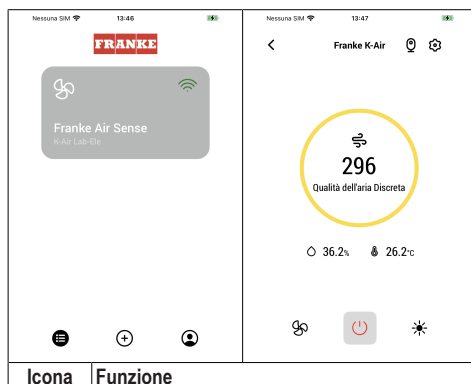 Nessuna SIM 13:46
FRANKE
Franke Air Sense
K-Air Lab-Ele
Nessuna SIM 13:47
Franke K-Air
296
Qualità dell'aria Discreta
36.2% 26.2°C
Icona Funzione